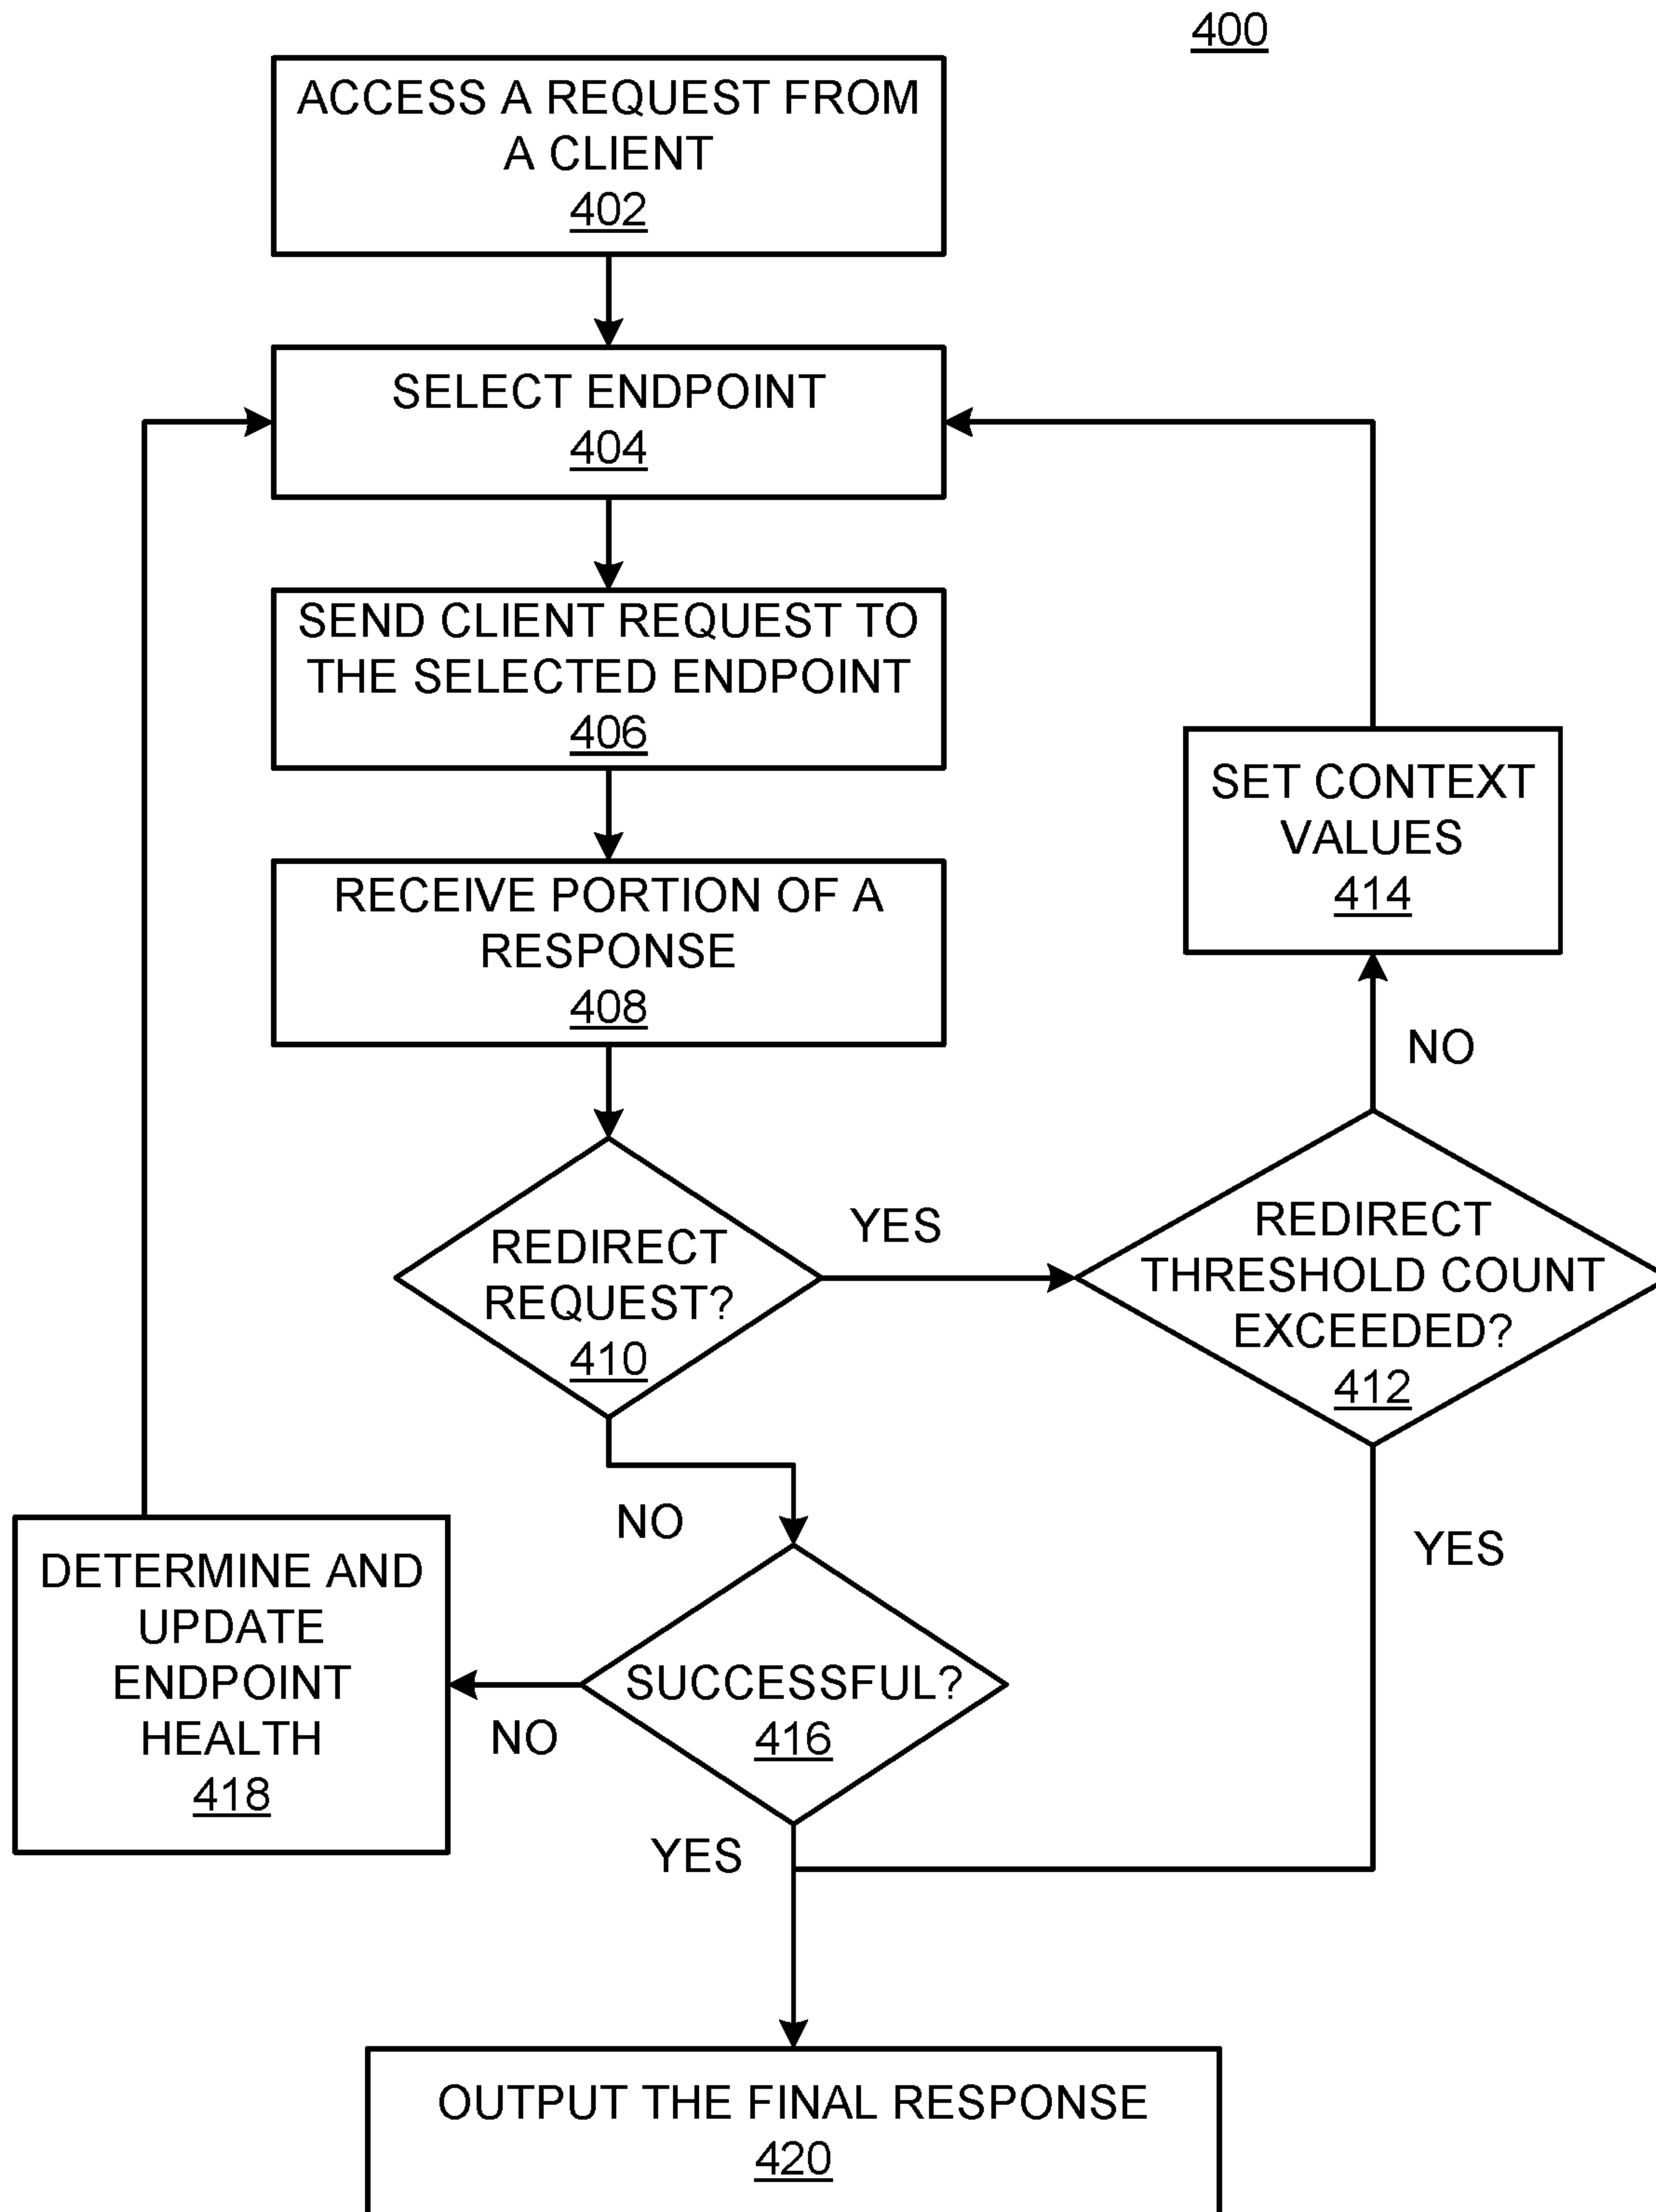 400
ACCESS A REQUEST FROM
A CLIENT
402
SELECT ENDPOINT
404
SEND CLIENT REQUEST TO
THE SELECTED ENDPOINT
406
SET CONTEXT
VALUES
414
RECEIVE PORTION OF A
RESPONSE
408
NO
REDIRECT
REQUEST?
410
YES
REDIRECT
THRESHOLD COUNT
EXCEEDED?
412
NO
YES
DETERMINE AND
UPDATE
ENDPOINT
HEALTH
418
NO
SUCCESSFUL?
416
YES
OUTPUT THE FINAL RESPONSE
420